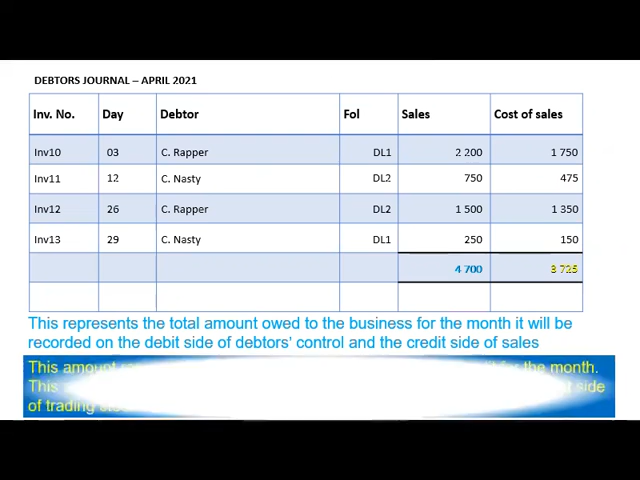 DEBTORS JOURNAL – APRIL 2021
Inv. No. Day Debtor Fol Sales Cost of sales
Inv10 03 C. Rapper DL1 2 200 1 750
Inv11 12 C. Nasty DL2 750 475
Inv12 26 C. Rapper DL2 1 500 1 350
Inv13 29 C. Nasty DL1 250 150
4 700 3 725
This represents the total amount owed to the business for the month it will be
recorded on the debit side of debtors' control and the credit side of sales
This amount for the month.
This side
of trading